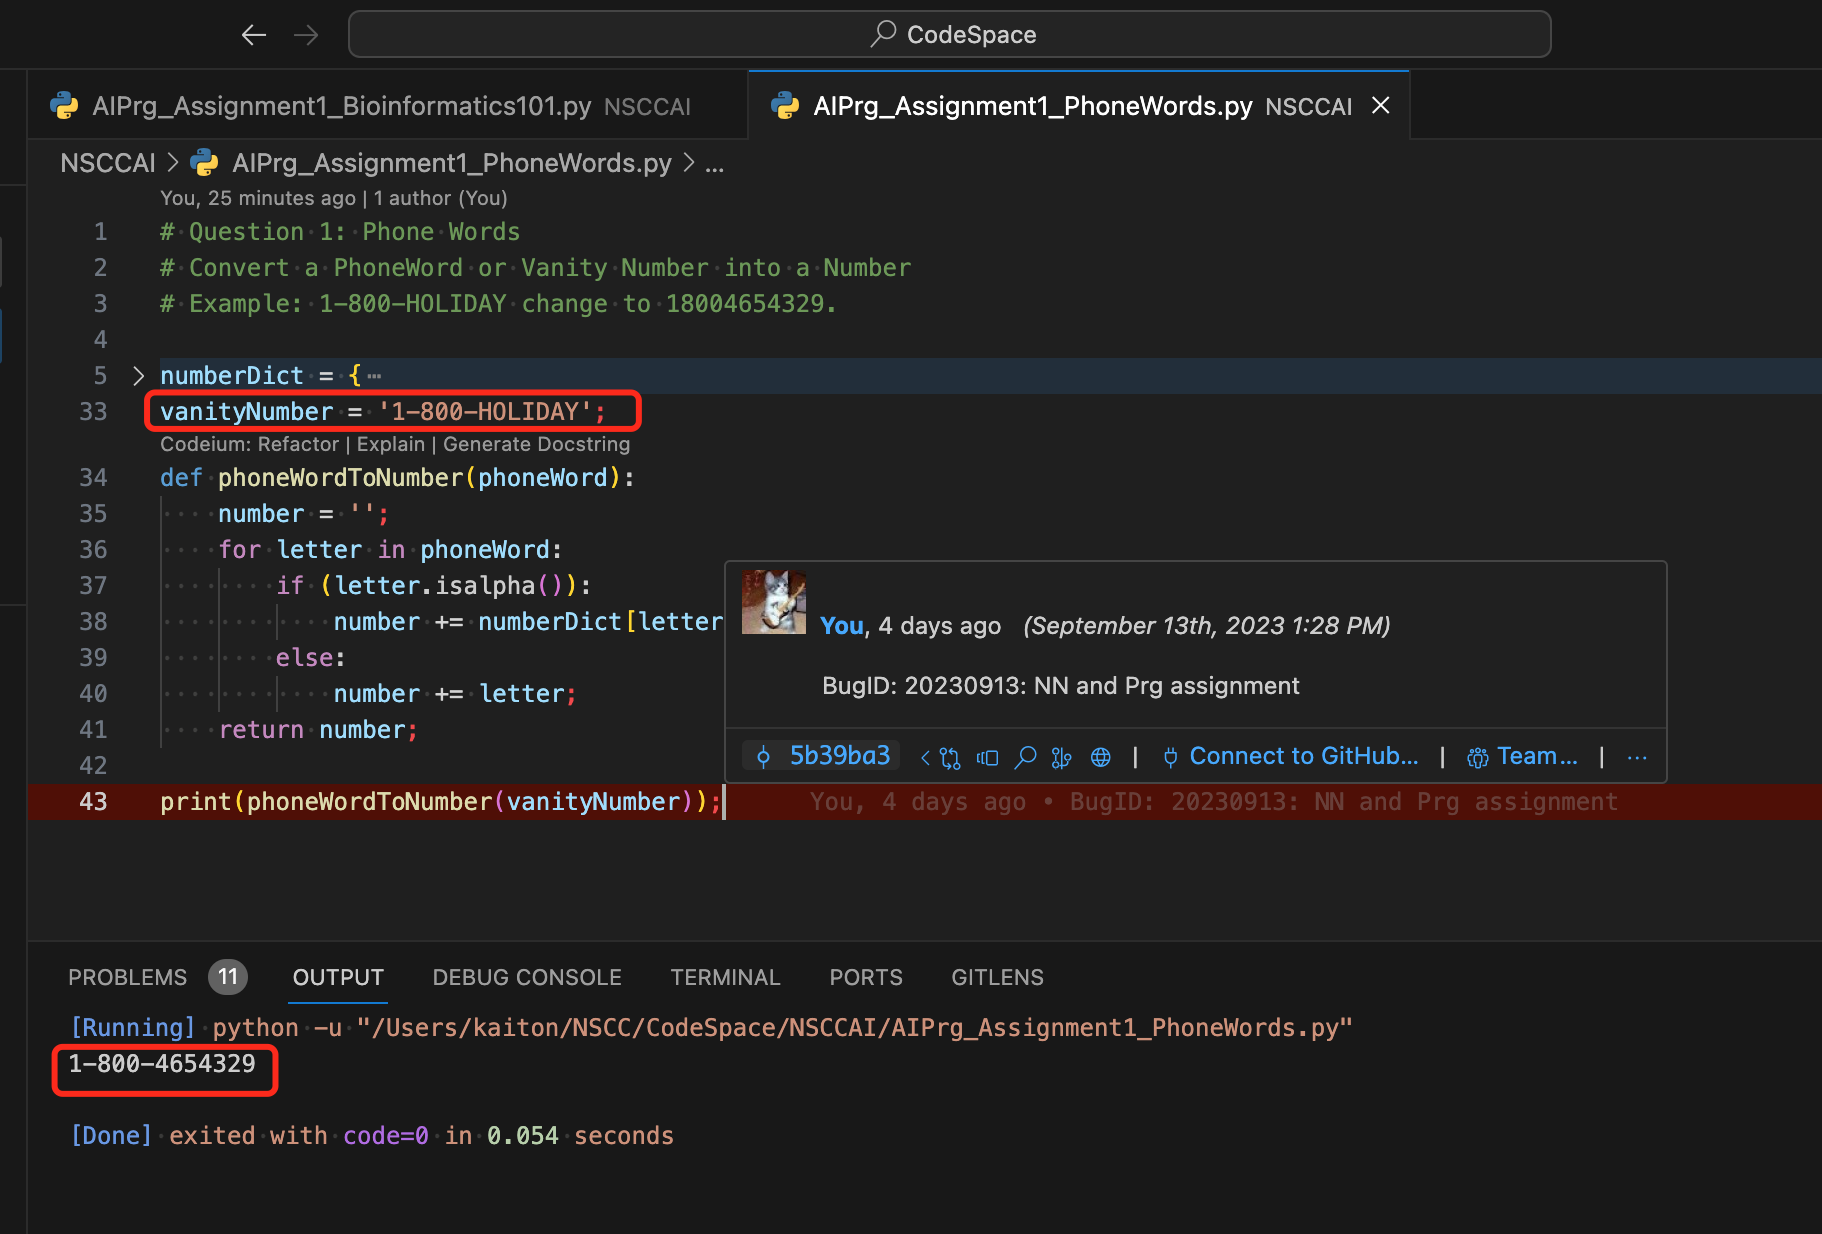 CodeSpace
AIPrg_Assignment1_Bioinformatics101.py NSCCAI
AIPrg_Assignment1_PhoneWords.py NSCCAI
NSCCAI > AIPrg_Assignment1_PhoneWords.py > ...
You, 25 minutes ago | 1 author (You)
1 # Question 1: Phone Words
2 # Convert a PhoneWord or Vanity Number into a Number
3 # Example: 1-800-HOLIDAY change to 18004654329.
4
5 numberDict = {…
33 vanityNumber = '1-800-HOLIDAY';
Codeium: Refactor | Explain | Generate Docstring
34 def phoneWordToNumber(phoneWord):
35     number = '';
36     for letter in phoneWord:
37         if (letter.isalpha()):
38             number += numberDict[letter
39         else:
40             number += letter;
41     return number;
42
43 print(phoneWordToNumber(vanityNumber));
You, 4 days ago • BugID: 20230913: NN and Prg assignment
You, 4 days ago (September 13th, 2023 1:28 PM)
BugID: 20230913: NN and Prg assignment
5b39ba3 | Connect to GitHub... | Team... | ...
PROBLEMS 11 OUTPUT DEBUG CONSOLE TERMINAL PORTS GITLENS
[Running] python -u "/Users/kaiton/NSCC/CodeSpace/NSCCAI/AIPrg_Assignment1_PhoneWords.py"
1-800-4654329
[Done] exited with code=0 in 0.054 seconds